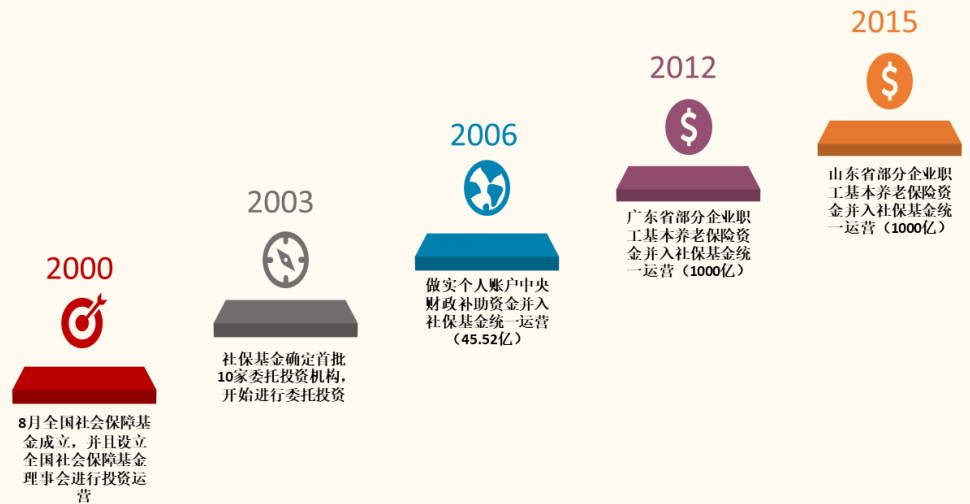 2000
8月全国社会保障基
金成立，并且设立
全国社会保障基金
理事会进行投资运
营
2003
社保基金确定首批
10家委托投资机构，
开始进行委托投资
2006
做实个人账户中央
财政补助资金并入
社保基金统一运营
（45.52亿）
2012
广东省部分企业职
工基本养老保险资
金并入社保基金统
一运营（1000亿）
2015
山东省部分企业职
工基本养老保险资
金并入社保基金统
一运营（1000亿）